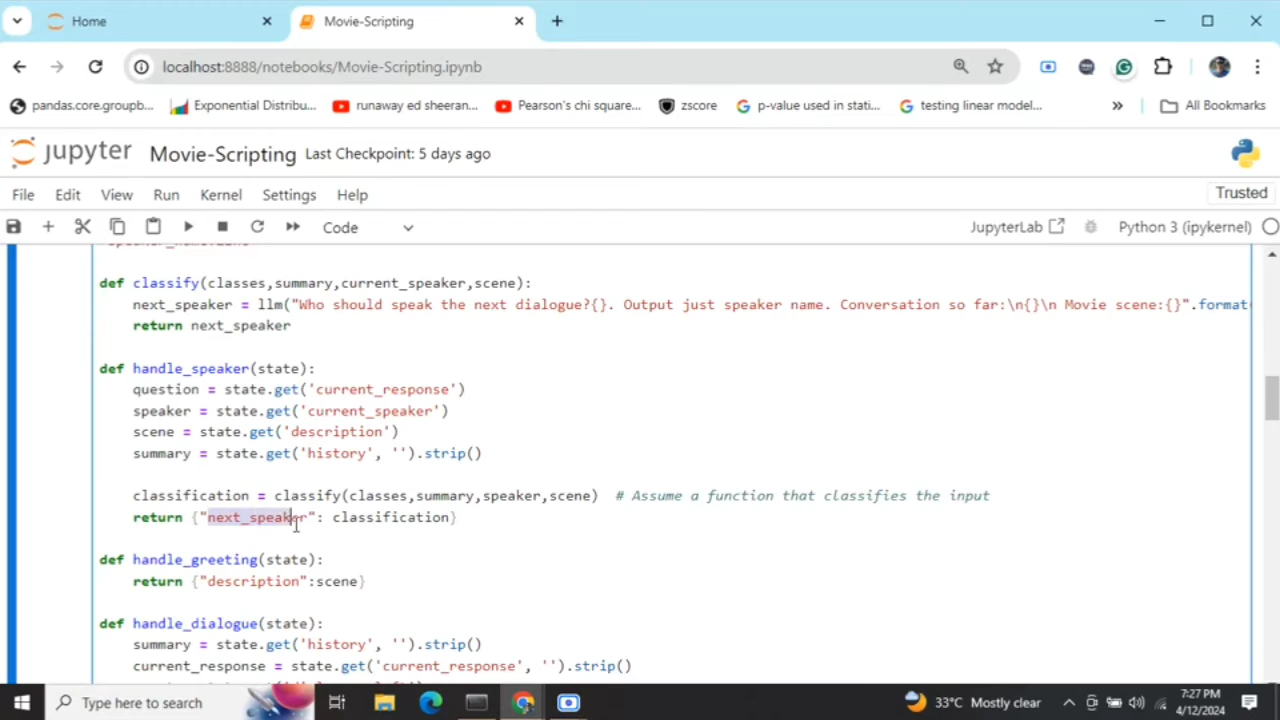 Home
Movie-Scripting
localhost:8888/notebooks/Movie-Scripting.ipynb
pandas.core.groupb...
Exponential Distribu...
runaway ed sheeran...
Pearson's chi square...
zscore
p-value used in stati...
testing linear model...
»
All Bookmarks
jupyter
Movie-Scripting
Last Checkpoint: 5 days ago
File Edit View Run Kernel Settings Help
Trusted
Code
JupyterLab
Python 3 (ipykernel)
def classify(classes,summary,current_speaker,scene):
next_speaker = llm("Who should speak the next dialogue?{}. Output just speaker name. Conversation so far:\n{}\n Movie scene:{}".format
return next_speaker
def handle_speaker(state):
question = state.get('current_response')
speaker = state.get('current_speaker')
scene = state.get('description')
summary = state.get('history', '').strip()
classification = classify(classes,summary,speaker,scene)  # Assume a function that classifies the input
return {"next_speaker": classification}
def handle_greeting(state):
return {"description":scene}
def handle_dialogue(state):
summary = state.get('history', '').strip()
current_response = state.get('current_response', '').strip()
Type here to search
33°C Mostly clear
7:27 PM
4/12/2024